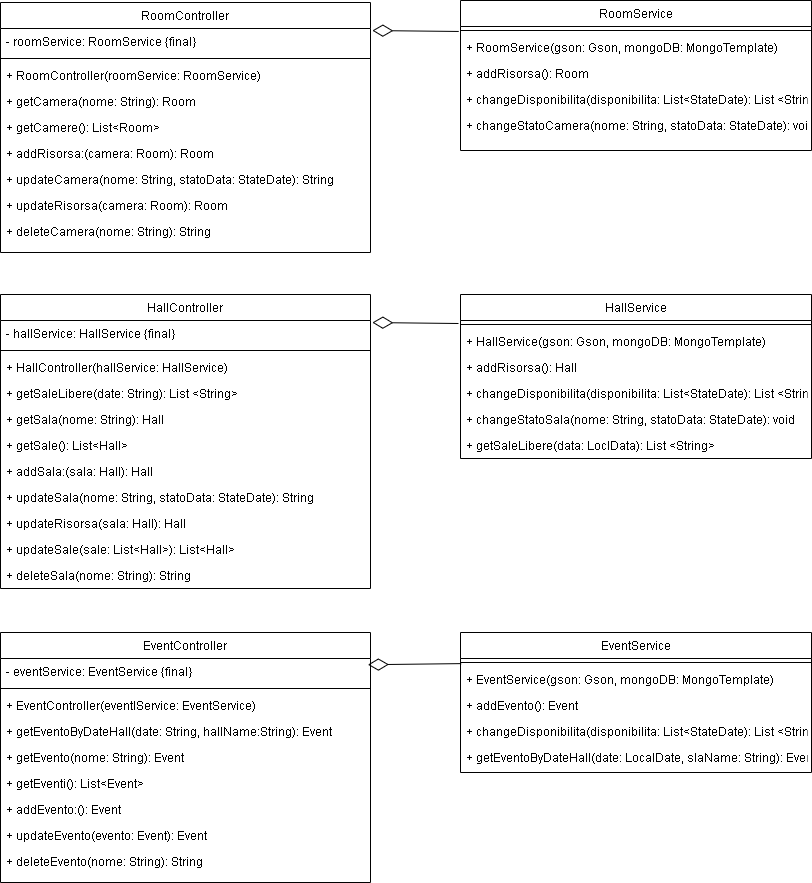 RoomController
- roomService: RoomService {final}
+ RoomController(roomService: RoomService)
+ getCamera(nome: String): Room
+ getCamere(): List<Room>
+ addRisorsa:(camera: Room): Room
+ updateCamera(nome: String, statoData: StateDate): String
+ updateRisorsa(camera: Room): Room
+ deleteCamera(nome: String): String
RoomService
+ RoomService(gson: Gson, mongoDB: MongoTemplate)
+ addRisorsa(): Room
+ changeDisponibilita(disponibilita: List<StateDate): List <Strin
+ changeStatoCamera(nome: String, statoData: StateDate): voi
HallController
- hallService: HallService {final}
+ HallController(hallService: HallService)
+ getSaleLibere(date: String): List <String>
+ getSala(nome: String): Hall
+ getSale(): List<Hall>
+ addSala:(sala: Hall): Hall
+ updateSala(nome: String, statoData: StateDate): String
+ updateRisorsa(sala: Hall): Hall
+ updateSale(sale: List<Hall>): List<Hall>
+ deleteSala(nome: String): String
HallService
+ HallService(gson: Gson, mongoDB: MongoTemplate)
+ addRisorsa(): Hall
+ changeDisponibilita(disponibilita: List<StateDate): List <Strin
+ changeStatoSala(nome: String, statoData: StateDate): void
+ getSaleLibere(data: LoclData): List <String>
EventController
- eventService: EventService {final}
+ EventController(eventlService: EventService)
+ getEventoByDateHall(date: String, hallName:String): Event
+ getEvento(nome: String): Event
+ getEventi(): List<Event>
+ addEvento:(): Event
+ updateEvento(evento: Event): Event
+ deleteEvento(nome: String): String
EventService
+ EventService(gson: Gson, mongoDB: MongoTemplate)
+ addEvento(): Event
+ changeDisponibilita(disponibilita: List<StateDate): List <Strin
+ getEventoByDateHall(date: LocalDate, slaName: String): Eve